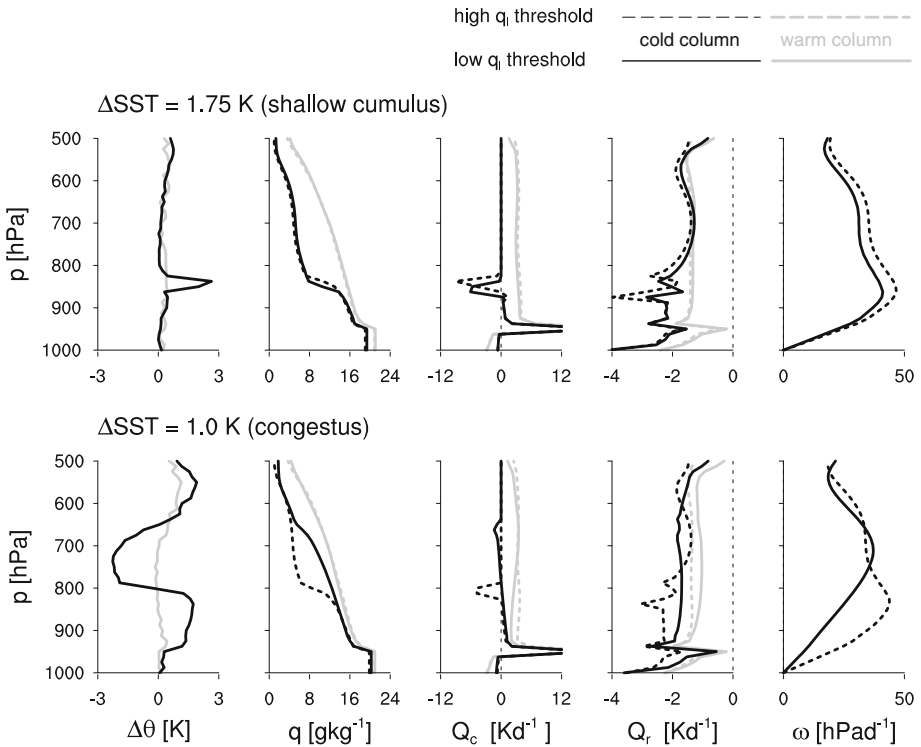 high qₗ threshold
cold column warm column
low qₗ threshold
ΔSST = 1.75 K (shallow cumulus)
p [hPa]
500
600
700
800
900
1000
-3 0 3
0 8 16 24
-12 0 12
-4 -2 0
0 50
ΔSST = 1.0 K (congestus)
p [hPa]
500
600
700
800
900
1000
-3 0 3
0 8 16 24
-12 0 12
-4 -2 0
0 50
Δθ [K] q [gkg⁻¹] Q_c [Kd⁻¹] Q_r [Kd⁻¹] ω [hPad⁻¹]